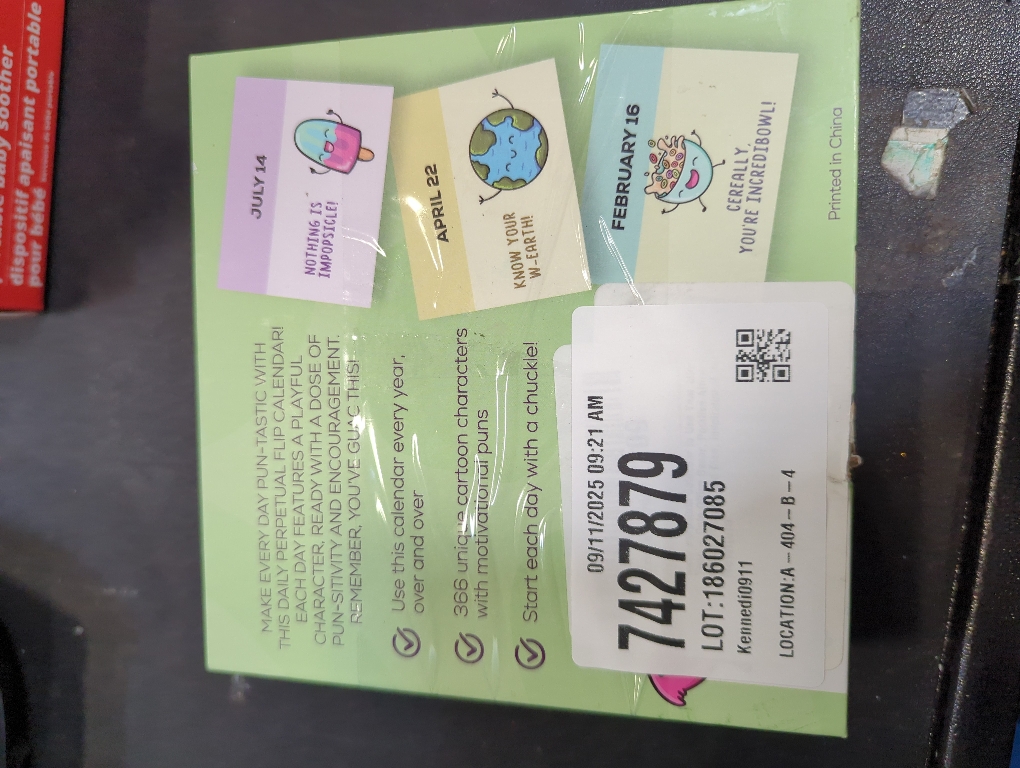 MAKE EVERY DAY PUN-TASTIC WITH
THIS DAILY PERPETUAL FLIP CALENDAR!
EACH DAY FEATURES A PLAYFUL
CHARACTER, READY WITH A DOSE OF
PUN-SITIVITY AND ENCOURAGEMENT.
REMEMBER, YOU'VE GUAC THIS!
Use this calendar every year,
over and over
366 unique cartoon characters
with motivational puns
Start each day with a chuckle!
JULY 14
NOTHING IS
IMPOPSICLE!
APRIL 22
KNOW YOUR
W-EARTH!
FEBRUARY 16
CEREALLY,
YOU'RE INCREDIBOWL!
Printed in China
09/11/2025 09:21 AM
7427879
LOT:186027085
Kennedi0911
LOCATION:A-404-B-4
baby soother
dispositif apaisant portable
pour bébé